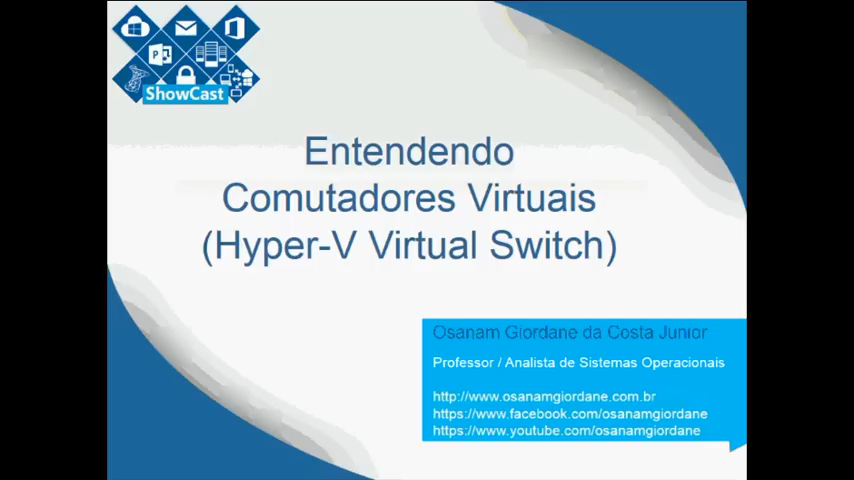 ShowCast
Entendendo
Comutadores Virtuais
(Hyper-V Virtual Switch)
Osanam Giordane da Costa Junior
Professor / Analista de Sistemas Operacionais
http://www.osanamgiordane.com.br
https://www.facebook.com/osanamgiordane
https://www.youtube.com/osanamgiordane